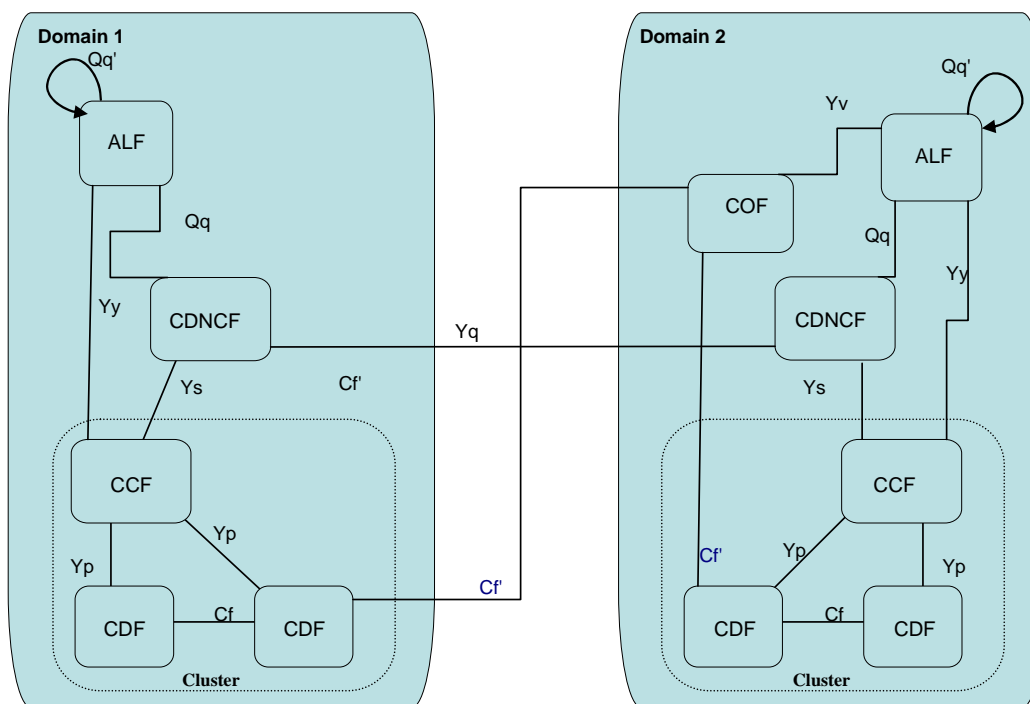 Domain 1
Qq'
ALF
Qq
Yy
CDNCF
Ys
Cf'
CCF
Yp
Yp
CDF
Cf
CDF
Cluster
Yq
Cf'
Domain 2
Qq'
Yv
ALF
COF
Qq
Yy
CDNCF
Ys
CCF
Cf'
Yp
Yp
CDF
Cf
CDF
Cluster